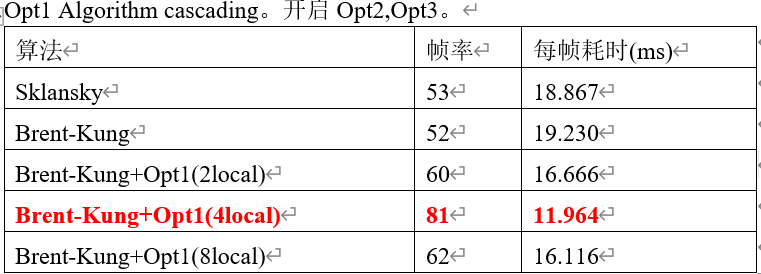 Opt1 Algorithm cascading。开启 Opt2,Opt3。
算法 帧率 每帧耗时(ms)
Sklansky 53 18.867
Brent-Kung 52 19.230
Brent-Kung+Opt1(2local) 60 16.666
Brent-Kung+Opt1(4local) 81 11.964
Brent-Kung+Opt1(8local) 62 16.116